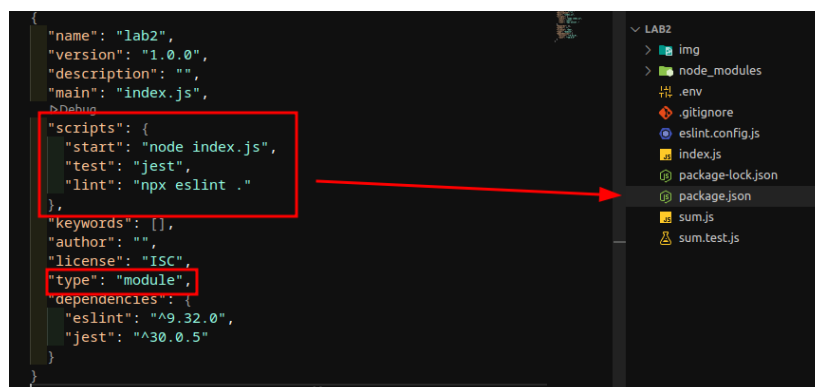 {
"name": "lab2",
"version": "1.0.0",
"description": "",
"main": "index.js",
Debug
"scripts": {
"start": "node index.js",
"test": "jest",
"lint": "npx eslint ."
},
"keywords": [],
"author": "",
"license": "ISC",
"type": "module",
"dependencies": {
"eslint": "^9.32.0",
"jest": "^30.0.5"
}
}
LAB2
img
node_modules
.env
.gitignore
eslint.config.js
index.js
package-lock.json
package.json
sum.js
sum.test.js